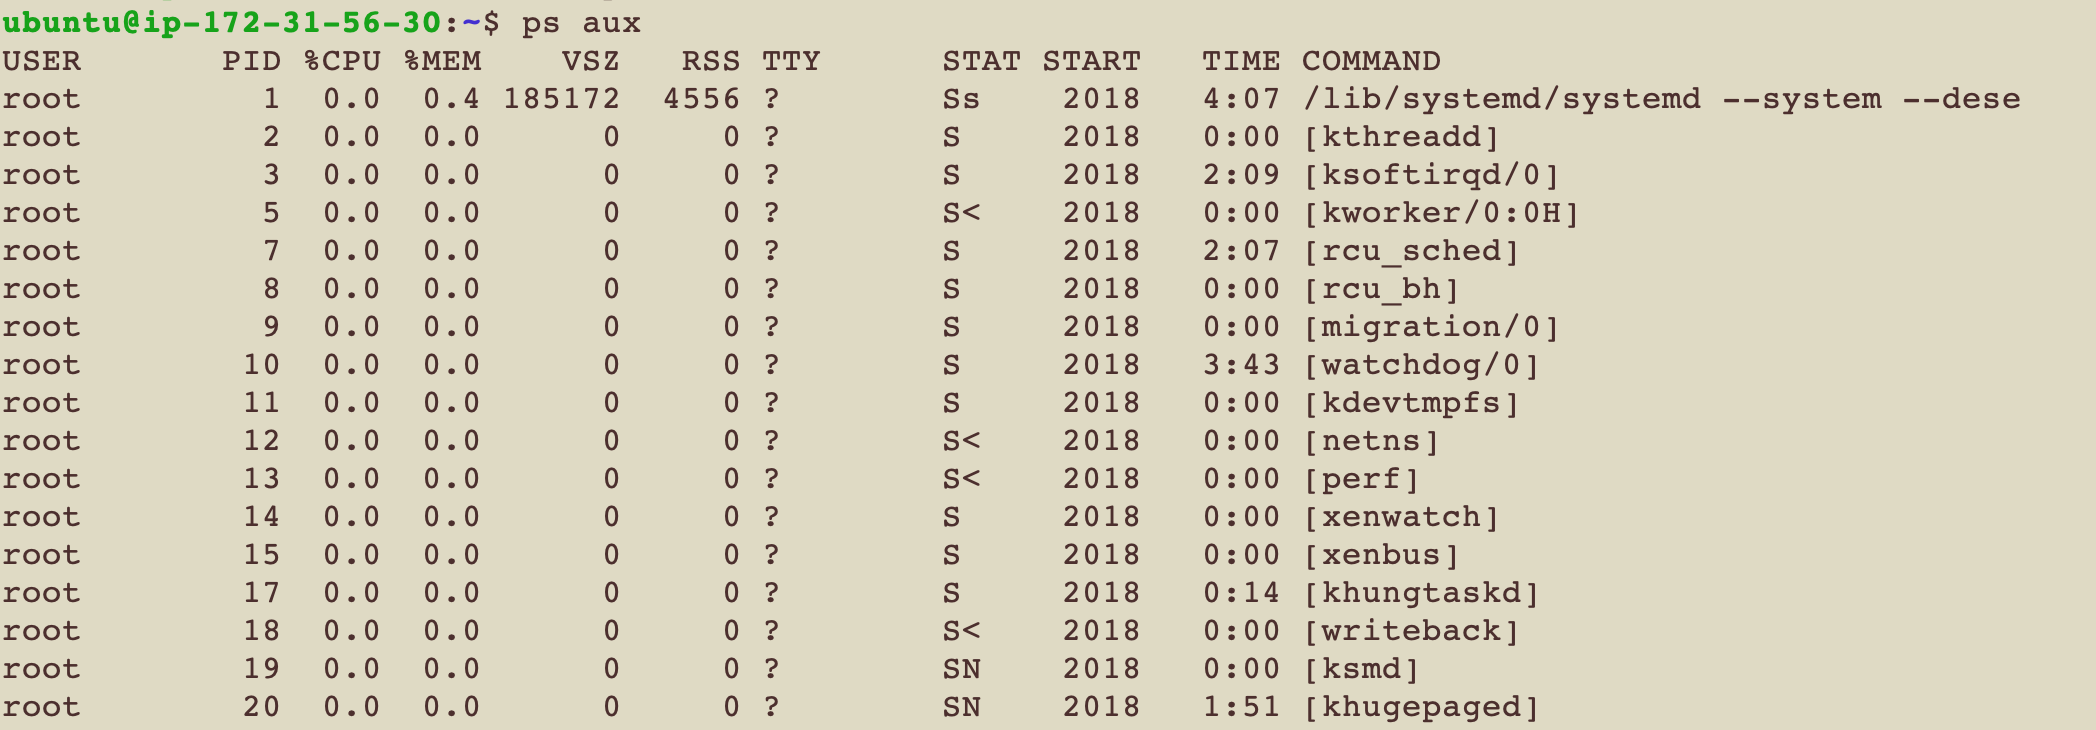 ubuntu@ip-172-31-56-30:~$ ps aux
USER       PID %CPU %MEM    VSZ   RSS TTY      STAT START   TIME COMMAND
root         1  0.0  0.4 185172  4556 ?        Ss    2018   4:07 /lib/systemd/systemd --system --dese
root         2  0.0  0.0      0     0 ?        S     2018   0:00 [kthreadd]
root         3  0.0  0.0      0     0 ?        S     2018   2:09 [ksoftirqd/0]
root         5  0.0  0.0      0     0 ?        S<    2018   0:00 [kworker/0:0H]
root         7  0.0  0.0      0     0 ?        S     2018   2:07 [rcu_sched]
root         8  0.0  0.0      0     0 ?        S     2018   0:00 [rcu_bh]
root         9  0.0  0.0      0     0 ?        S     2018   0:00 [migration/0]
root        10  0.0  0.0      0     0 ?        S     2018   3:43 [watchdog/0]
root        11  0.0  0.0      0     0 ?        S     2018   0:00 [kdevtmpfs]
root        12  0.0  0.0      0     0 ?        S<    2018   0:00 [netns]
root        13  0.0  0.0      0     0 ?        S<    2018   0:00 [perf]
root        14  0.0  0.0      0     0 ?        S     2018   0:00 [xenwatch]
root        15  0.0  0.0      0     0 ?        S     2018   0:00 [xenbus]
root        17  0.0  0.0      0     0 ?        S     2018   0:14 [khungtaskd]
root        18  0.0  0.0      0     0 ?        S<    2018   0:00 [writeback]
root        19  0.0  0.0      0     0 ?        SN    2018   0:00 [ksmd]
root        20  0.0  0.0      0     0 ?        SN    2018   1:51 [khugepaged]